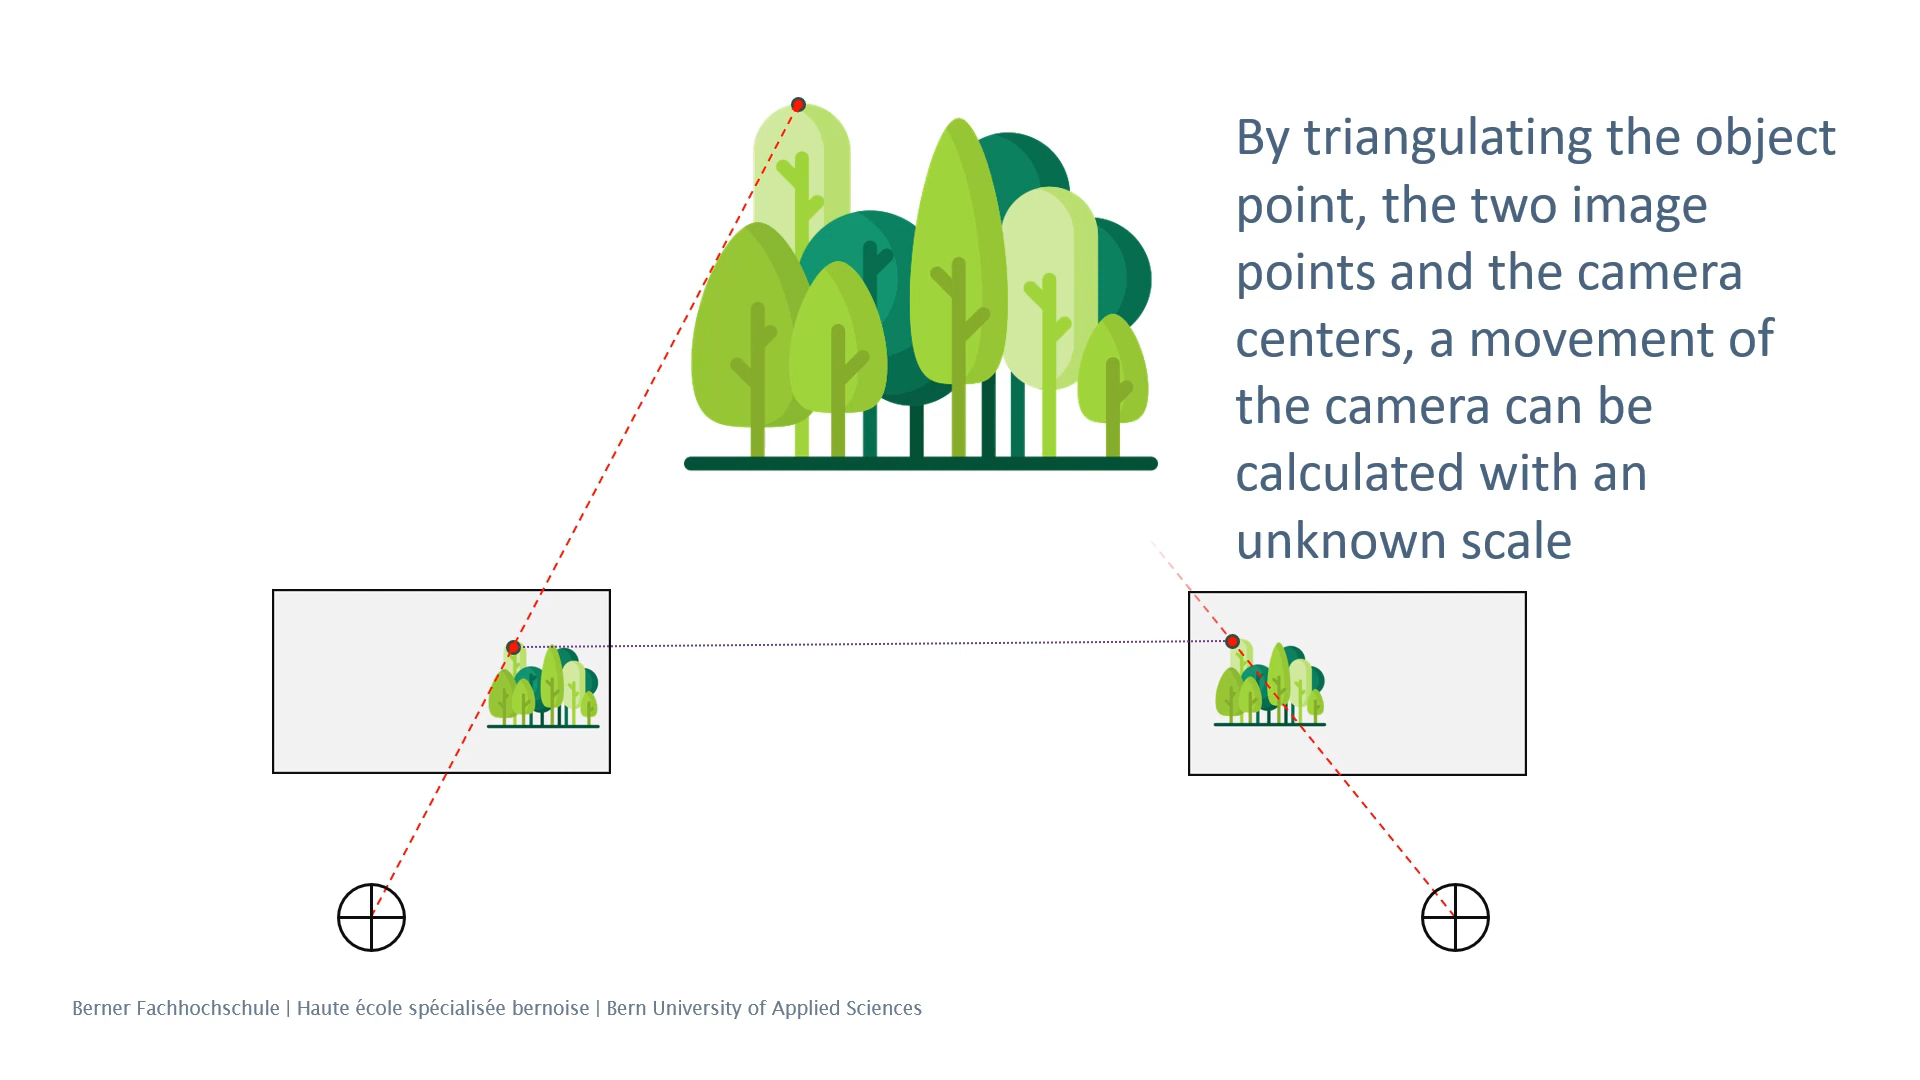 By triangulating the object
point, the two image
points and the camera
centers, a movement of
the camera can be
calculated with an
unknown scale
Berner Fachhochschule | Haute école spécialisée bernoise | Bern University of Applied Sciences